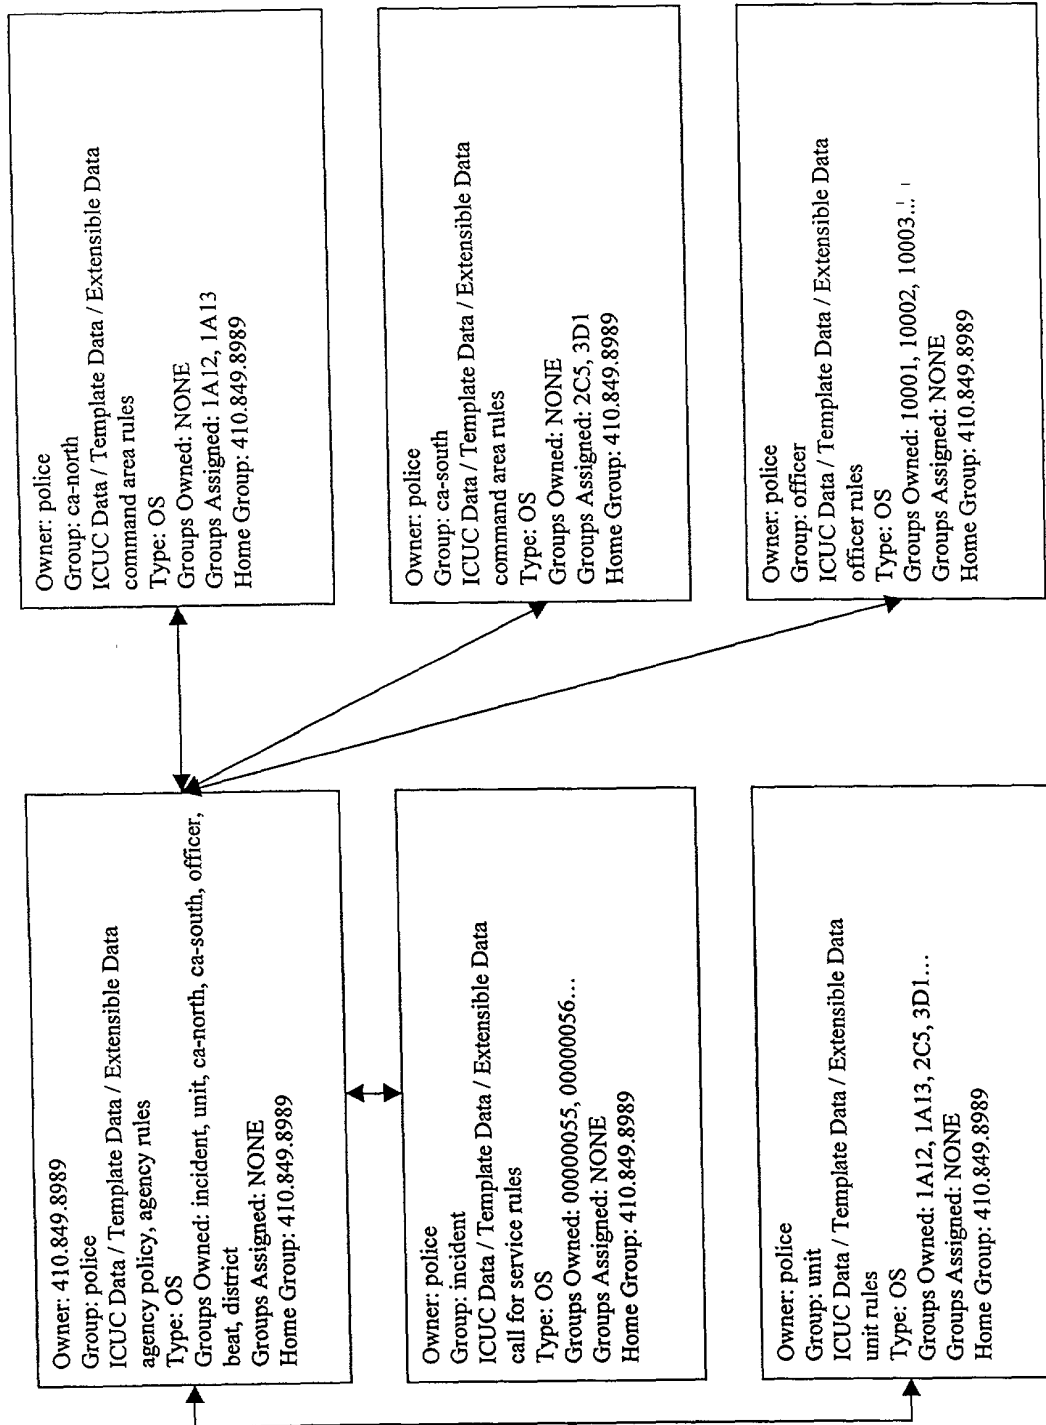 Owner: 410.849.8989
Group: police
ICUC Data / Template Data / Extensible Data
agency policy, agency rules
Type: OS
Groups Owned: incident, unit, ca-north, ca-south, officer,
beat, district
Groups Assigned: NONE
Home Group: 410.849.8989
Owner: police
Group: ca-north
ICUC Data / Template Data / Extensible Data
command area rules
Type: OS
Groups Owned: NONE
Groups Assigned: 1A12, 1A13
Home Group: 410.849.8989
Owner: police
Group: incident
ICUC Data / Template Data / Extensible Data
call for service rules
Type: OS
Groups Owned: 00000055, 00000056...
Groups Assigned: NONE
Home Group: 410.849.8989
Owner: police
Group: ca-south
ICUC Data / Template Data / Extensible Data
command area rules
Type: OS
Groups Owned: NONE
Groups Assigned: 2C5, 3D1
Home Group: 410.849.8989
Owner: police
Group: unit
ICUC Data / Template Data / Extensible Data
unit rules
Type: OS
Groups Owned: 1A12, 1A13, 2C5, 3D1...
Groups Assigned: NONE
Home Group: 410.849.8989
Owner: police
Group: officer
ICUC Data / Template Data / Extensible Data
officer rules
Type: OS
Groups Owned: 10001, 10002, 10003...
Groups Assigned: NONE
Home Group: 410.849.8989